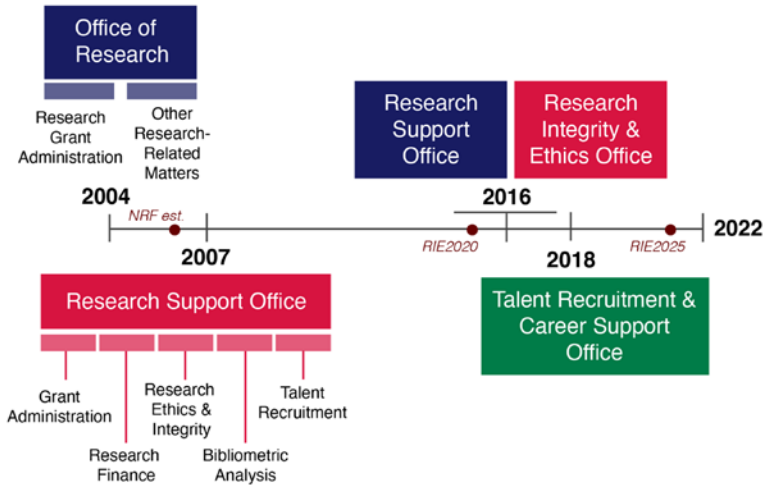 Office of
Research
Research
Grant
Administration
Other
Research-
Related
Matters
Research
Support
Office
Research
Integrity &
Ethics Office
2004
2016
NRF est.
RIE2020
RIE2025
2022
2007
2018
Research Support Office
Talent Recruitment &
Career Support
Office
Grant
Administration
Research
Finance
Research
Ethics &
Integrity
Bibliometric
Analysis
Talent
Recruitment